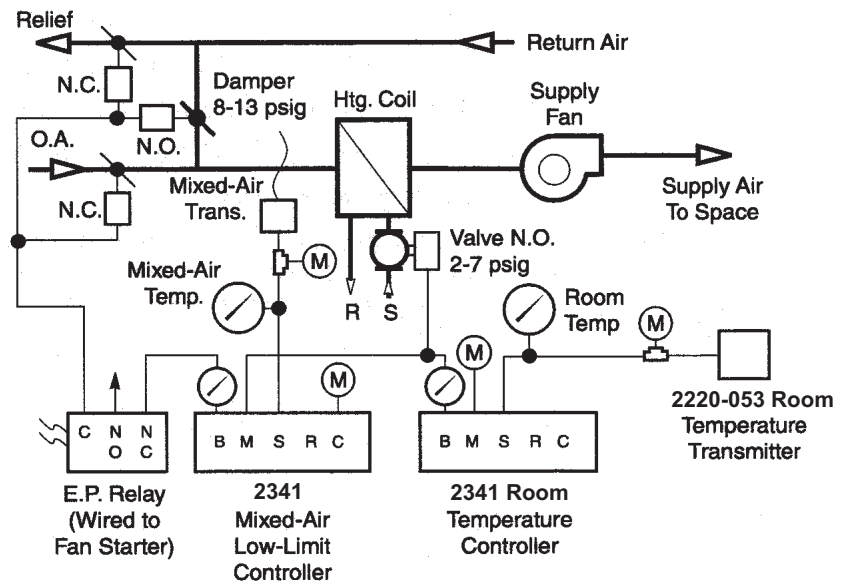 Relief
Return Air
N.C.
Damper
8-13 psig
Htg. Coil
Supply
Fan
O.A.
N.O.
Mixed-Air
Trans.
Supply Air
To Space
N.C.
M
Valve N.O.
2-7 psig
Mixed-Air
Temp.
R S
Room
Temp
M
M
M
2220-053 Room
Temperature
Transmitter
C N N
O C
B M S R C
B M S R C
E.P. Relay
(Wired to
Fan Starter)
2341
Mixed-Air
Low-Limit
Controller
2341 Room
Temperature
Controller